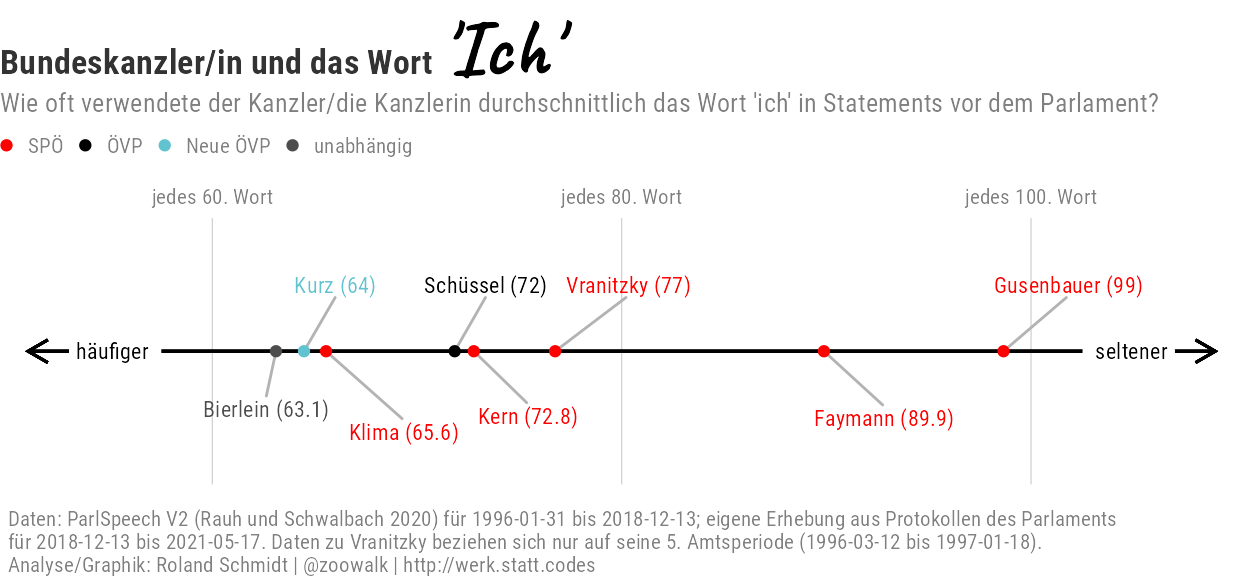 Bundeskanzler/in und das Wort 'Ich'
Wie oft verwendete der Kanzler/die Kanzlerin durchschnittlich das Wort 'ich' in Statements vor dem Parlament?
SPÖ ÖVP Neue ÖVP unabhängig
jedes 60. Wort jedes 80. Wort jedes 100. Wort
Kurz (64) Schüssel (72) Vranitzky (77) Gusenbauer (99)
häufiger seltener
Bierlein (63.1) Klima (65.6) Kern (72.8) Faymann (89.9)
Daten: ParlSpeech V2 (Rauh und Schwalbach 2020) für 1996-01-31 bis 2018-12-13; eigene Erhebung aus Protokollen des Parlaments
für 2018-12-13 bis 2021-05-17. Daten zu Vranitzky beziehen sich nur auf seine 5. Amtsperiode (1996-03-12 bis 1997-01-18).
Analyse/Graphik: Roland Schmidt | @zoowalk | http://werk.statt.codes